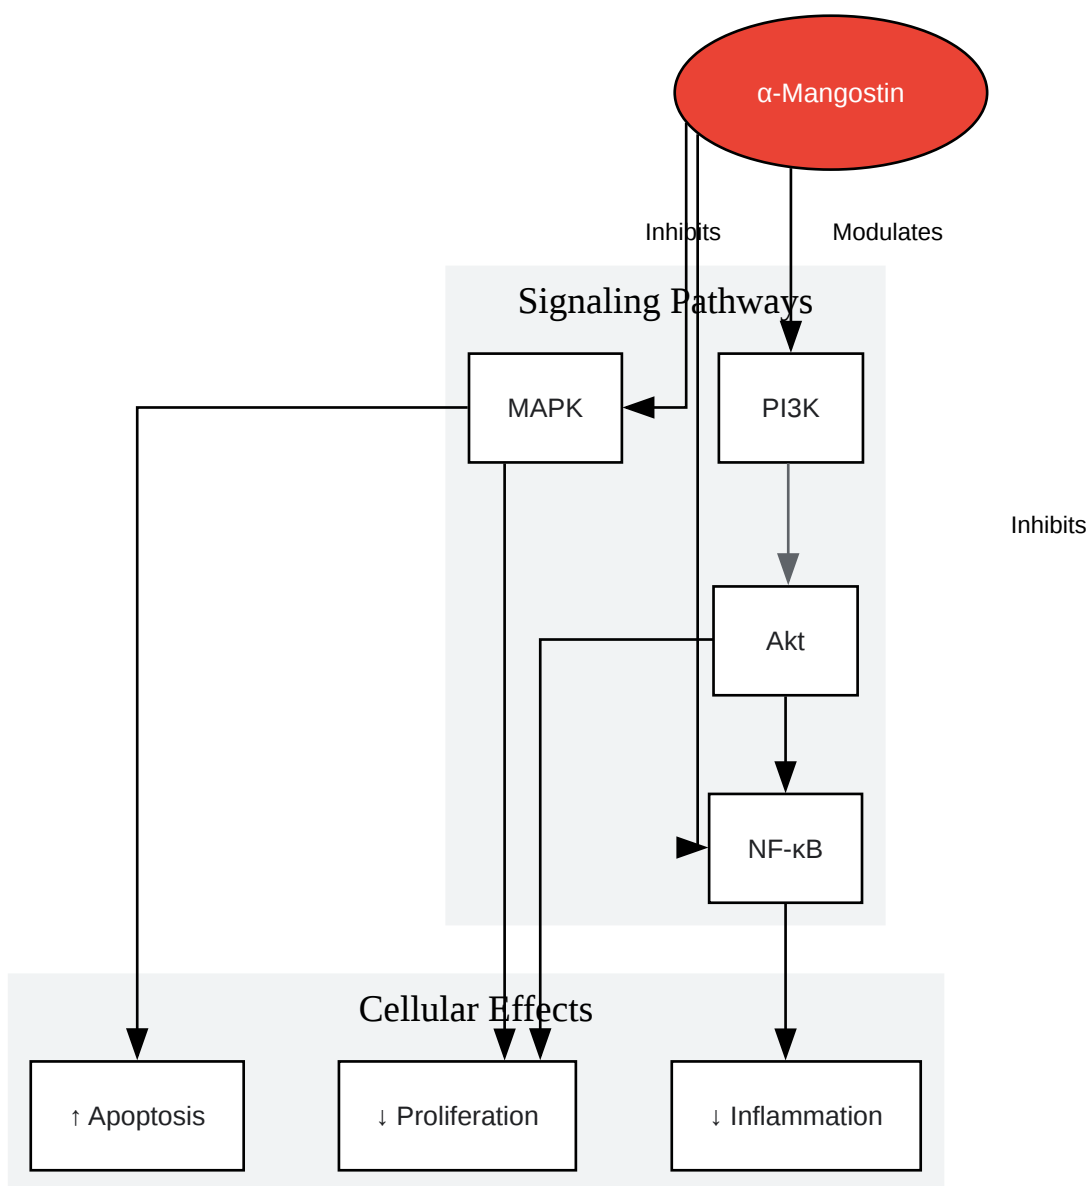 α-Mangostin
Inhibits
Modulates
Signaling Pathways
MAPK
PI3K
Inhibits
Akt
NF-κB
Cellular Effects
↑ Apoptosis
↓ Proliferation
↓ Inflammation